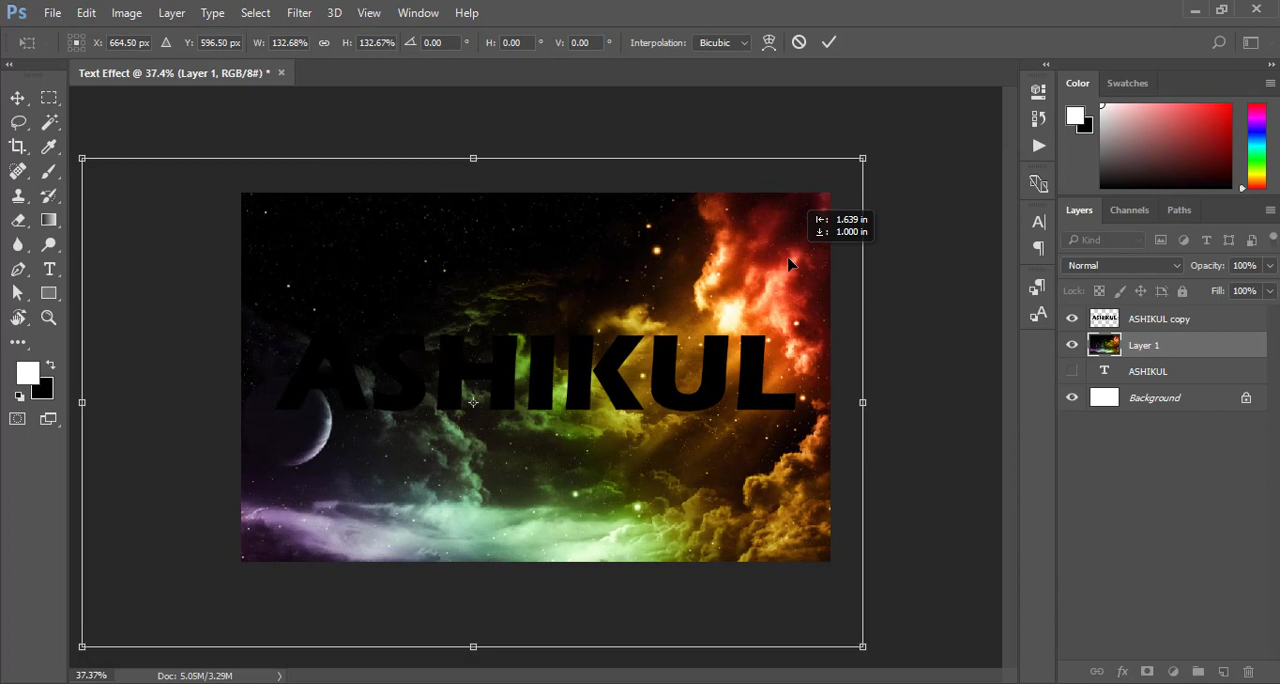 Ps File Edit Image Layer Type Select Filter 3D View Window Help
X: 664.50 px Y: 596.50 px W: 132.68% H: 132.67% 0.00 ° H: 0.00 ° V: 0.00 ° Interpolation: Bicubic
Text Effect @ 37.4% (Layer 1, RGB/8#) * ×
Color Swatches
Layers Channels Paths
Kind
Normal Opacity: 100%
Lock: Fill: 100%
ASHIKUL copy
Layer 1
T ASHIKUL
Background
1.639 in
1.000 in
ASHIKUL
37.37% Doc: 5.05M/3.29M